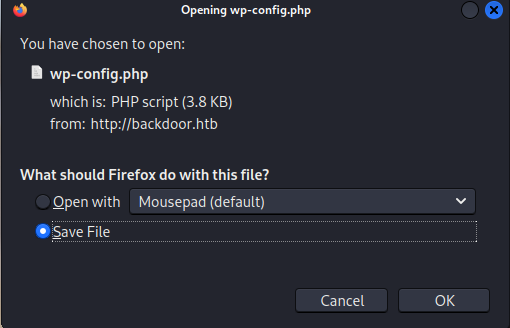 Opening wp-config.php
You have chosen to open:
wp-config.php
which is: PHP script (3.8 KB)
from: http://backdoor.htb
What should Firefox do with this file?
Open with Mousepad (default)
Save File
Cancel OK